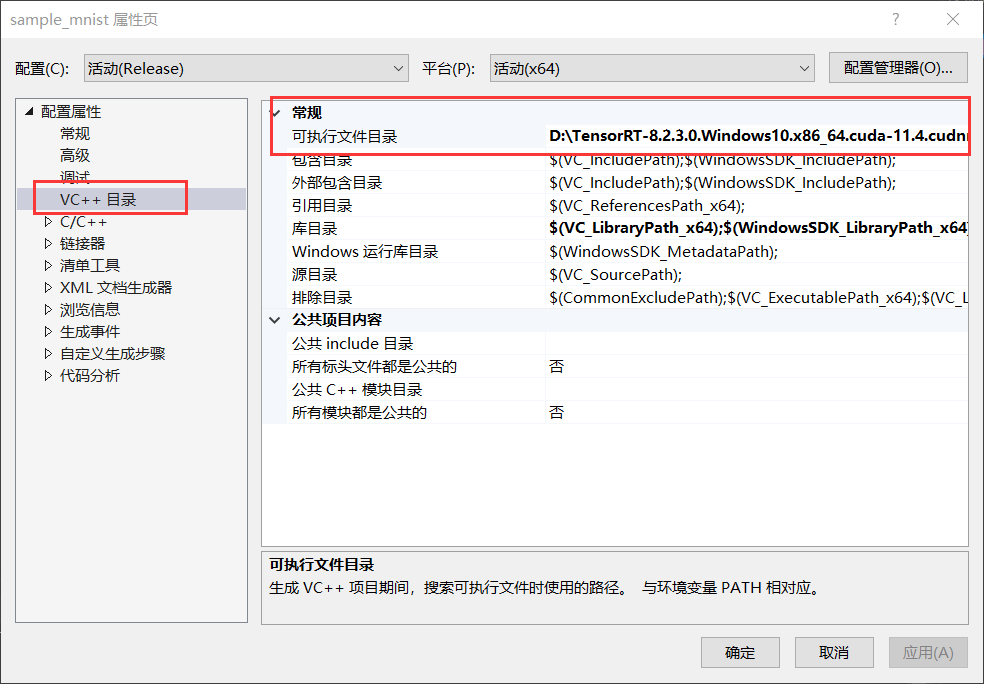 sample_mnist 属性页
?
配置(C):
活动(Release)
平台(P):
活动(x64)
配置管理器(O)...
配置属性
常规
高级
调试
VC++ 目录
C/C++
链接器
清单工具
XML 文档生成器
浏览信息
生成事件
自定义生成步骤
代码分析
常规
可执行文件目录 D:\TensorRT-8.2.3.0.Windows10.x86_64.cuda-11.4.cudnn
包含目录 $(VC_IncludePath);$(WindowsSDK_IncludePath);
外部包含目录 $(VC_IncludePath);$(WindowsSDK_IncludePath);
引用目录 $(VC_ReferencesPath_x64);
库目录 $(VC_LibraryPath_x64);$(WindowsSDK_LibraryPath_x64)
Windows 运行库目录 $(WindowsSDK_MetadataPath);
源目录 $(VC_SourcePath);
排除目录 $(CommonExcludePath);$(VC_ExecutablePath_x64);$(VC_L
公共项目内容
公共 include 目录
所有标头文件都是公共的 否
公共 C++ 模块目录
所有模块都是公共的 否
可执行文件目录
生成 VC++ 项目期间，搜索可执行文件时使用的路径。 与环境变量 PATH 相对应。
确定
取消
应用(A)